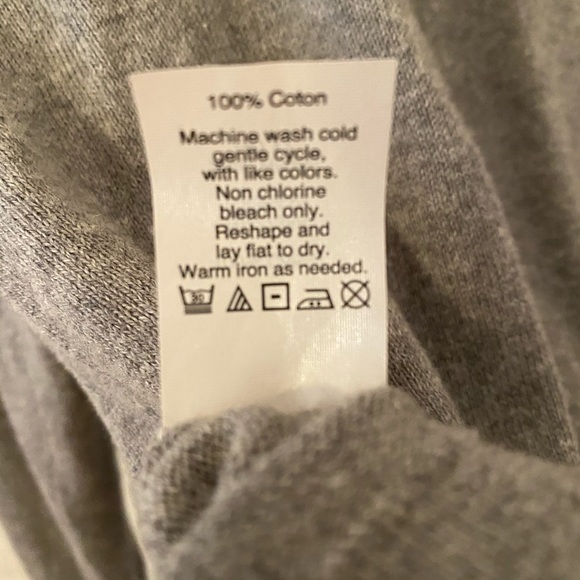 100% Coton
Machine wash cold
gentle cycle,
with like colors.
Non chlorine
bleach only.
Reshape and
lay flat to dry.
Warm iron as needed.
30